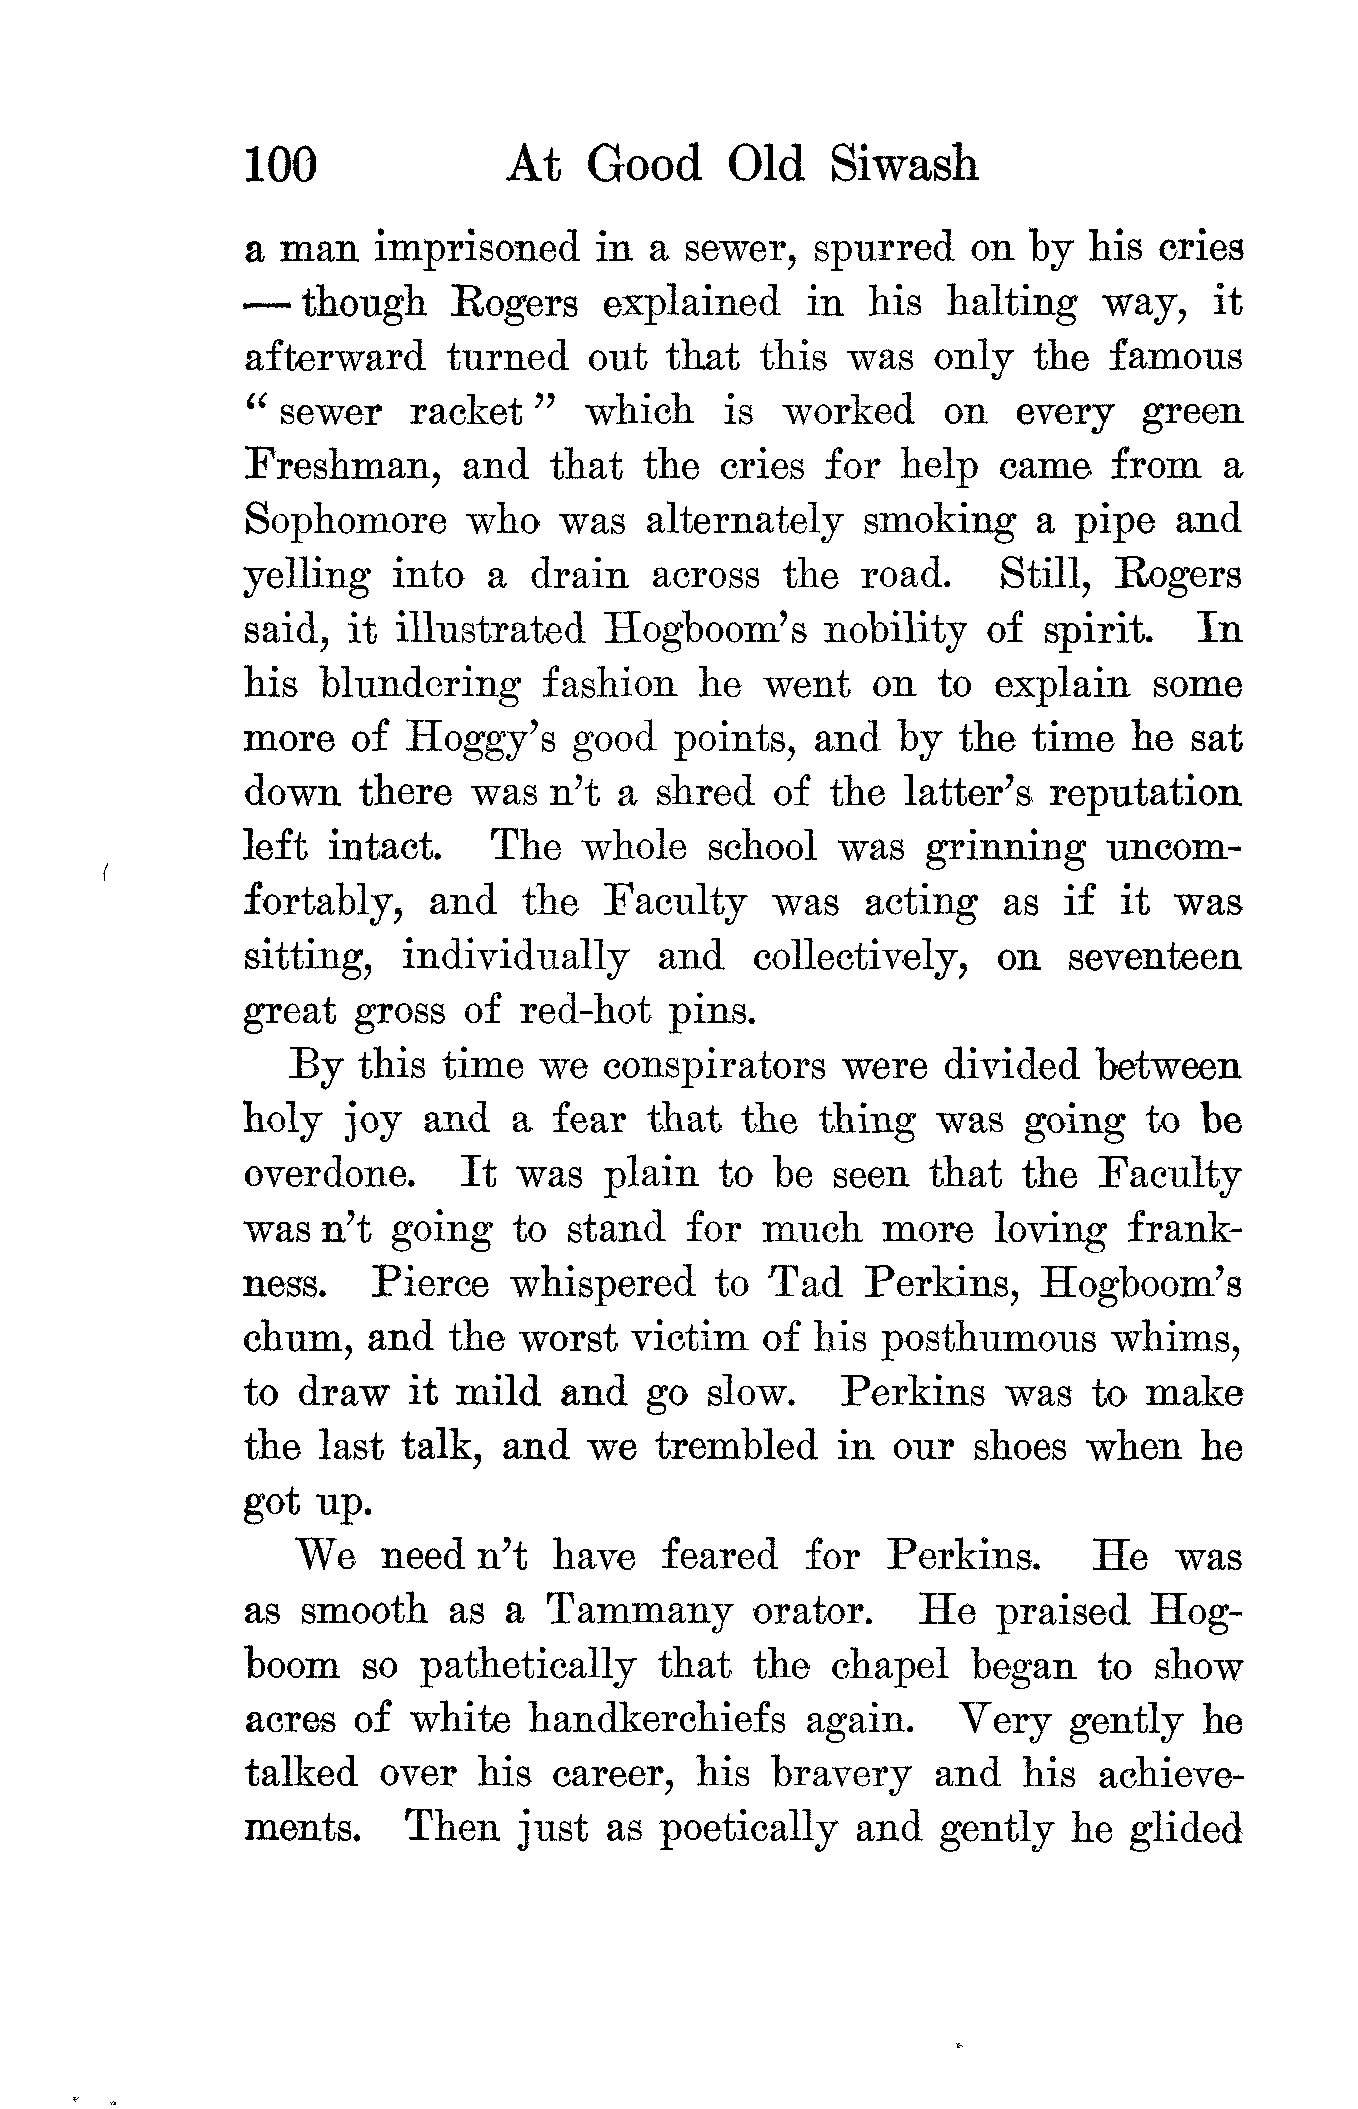 100 At Good Old Siwash
a man imprisoned in a sewer, spurred on by his cries
— though Rogers explained in his halting way, it
afterward turned out that this was only the famous
“ sewer racket ” which is worked on every green
Freshman, and that the cries for help came from a
Sophomore who was alternately smoking a pipe and
yelling into a drain across the road. Still, Rogers
said, it illustrated Hogboom’s nobility of spirit. In
his blundering fashion he went on to explain some
more of Hoggy’s good points, and by the time he sat
down there was n’t a shred of the latter’s reputation
left intact. The whole school was grinning uncom-
fortably, and the Faculty was acting as if it was
sitting, individually and collectively, on seventeen
great gross of red-hot pins.
By this time we conspirators were divided between
holy joy and a fear that the thing was going to be
overdone. It was plain to be seen that the Faculty
was n’t going to stand for much more loving frank-
ness. Pierce whispered to Tad Perkins, Hogboom’s
chum, and the worst victim of his posthumous whims,
to draw it mild and go slow. Perkins was to make
the last talk, and we trembled in our shoes when he
got up.
We need n’t have feared for Perkins. He was
as smooth as a Tammany orator. He praised Hog-
boom so pathetically that the chapel began to show
acres of white handkerchiefs again. Very gently he
talked over his career, his bravery and his achieve-
ments. Then just as poetically and gently he glided